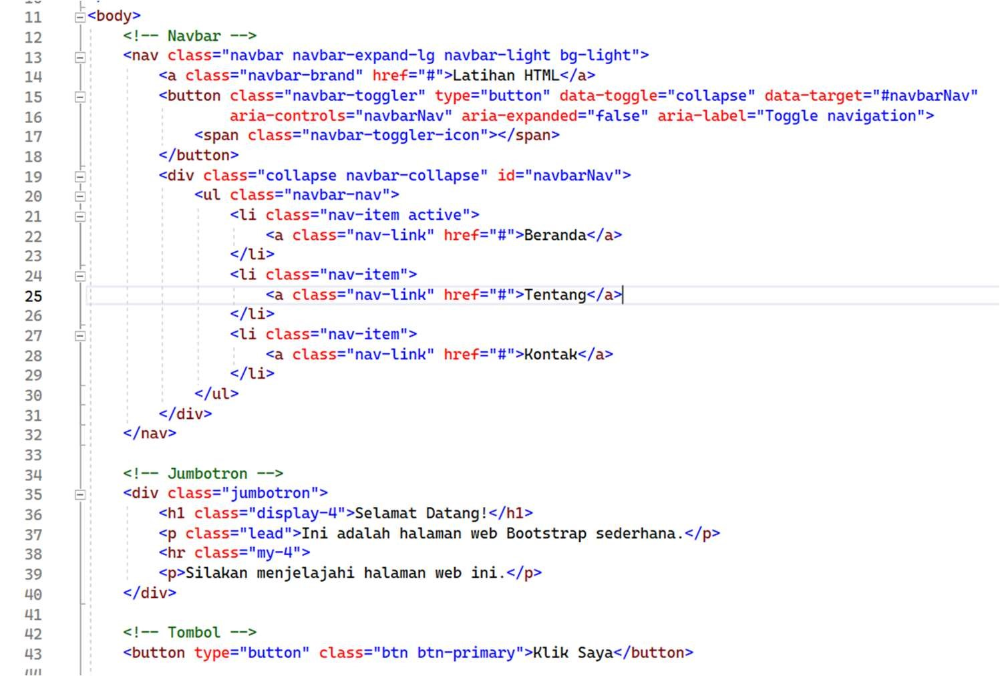 11 <body>
12 <!-- Navbar -->
13 <nav class="navbar navbar-expand-lg navbar-light bg-light">
14 <a class="navbar-brand" href="#">Latihan HTML</a>
15 <button class="navbar-toggler" type="button" data-toggle="collapse" data-target="#navbarNav"
16 aria-controls="navbarNav" aria-expanded="false" aria-label="Toggle navigation">
17 <span class="navbar-toggler-icon"></span>
18 </button>
19 <div class="collapse navbar-collapse" id="navbarNav">
20 <ul class="navbar-nav">
21 <li class="nav-item active">
22 <a class="nav-link" href="#">Beranda</a>
23 </li>
24 <li class="nav-item">
25 <a class="nav-link" href="#">Tentang</a>
26 </li>
27 <li class="nav-item">
28 <a class="nav-link" href="#">Kontak</a>
29 </li>
30 </ul>
31 </div>
32 </nav>
33
34 <!-- Jumbotron -->
35 <div class="jumbotron">
36 <h1 class="display-4">Selamat Datang!</h1>
37 <p class="lead">Ini adalah halaman web Bootstrap sederhana.</p>
38 <hr class="my-4">
39 <p>Silakan menjelajahi halaman web ini.</p>
40 </div>
41
42 <!-- Tombol -->
43 <button type="button" class="btn btn-primary">Klik Saya</button>